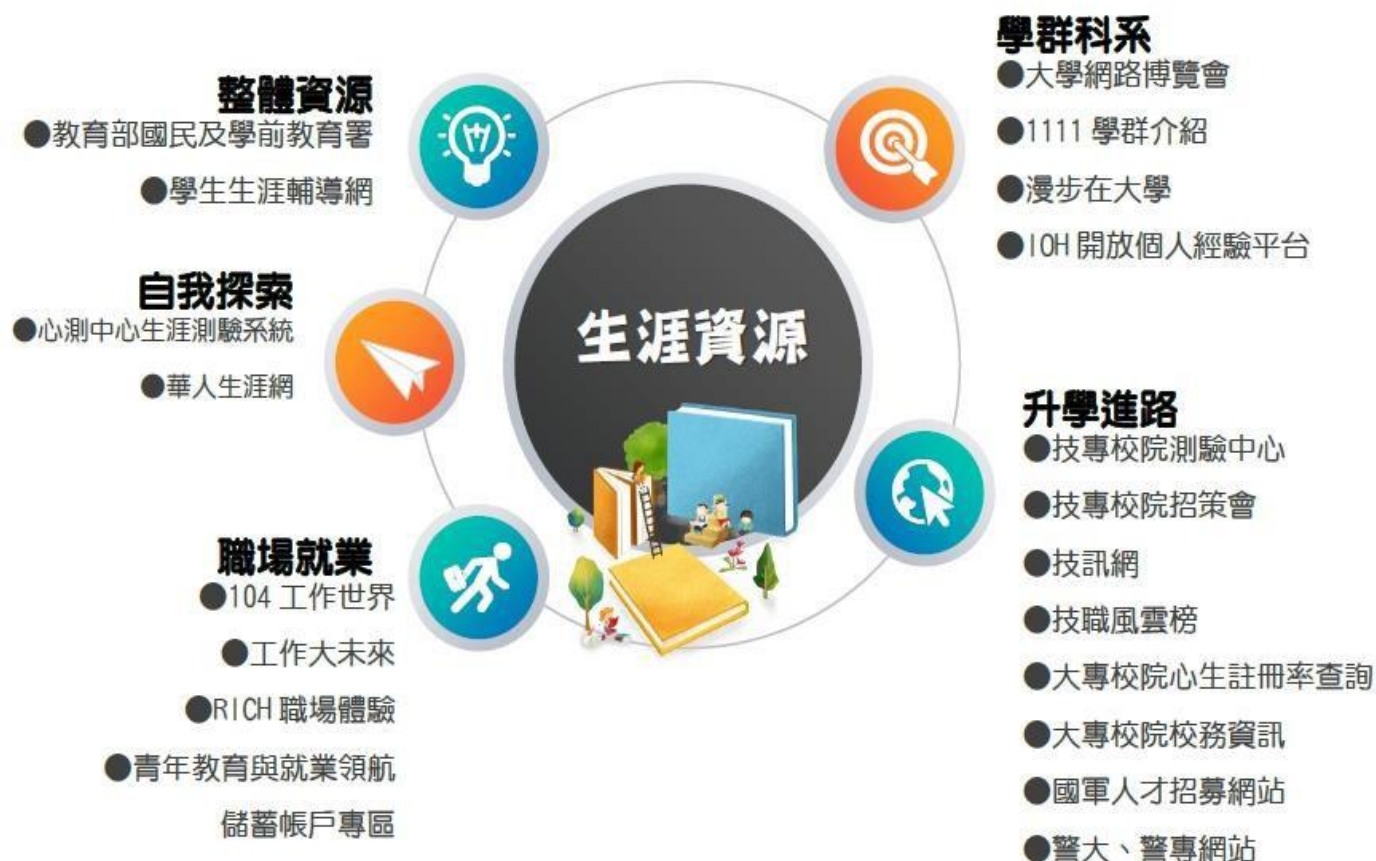 整體資源
●教育部國民及學前教育署
●學生生涯輔導網
自我探索
●心測中心生涯測驗系統
●華人生涯網
職場就業
●104 工作世界
●工作大未來
●RICH 職場體驗
●青年教育與就業領航
儲蓄帳戶專區
生涯資源
學群科系
●大學網路博覽會
●1111 學群介紹
●漫步在大學
●IOH 開放個人經驗平台
升學進路
●技專校院測驗中心
●技專校院招策會
●技訊網
●技職風雲榜
●大專校院心生註冊率查詢
●大專校院校務資訊
●國軍人才招募網站
●警大、警專網站